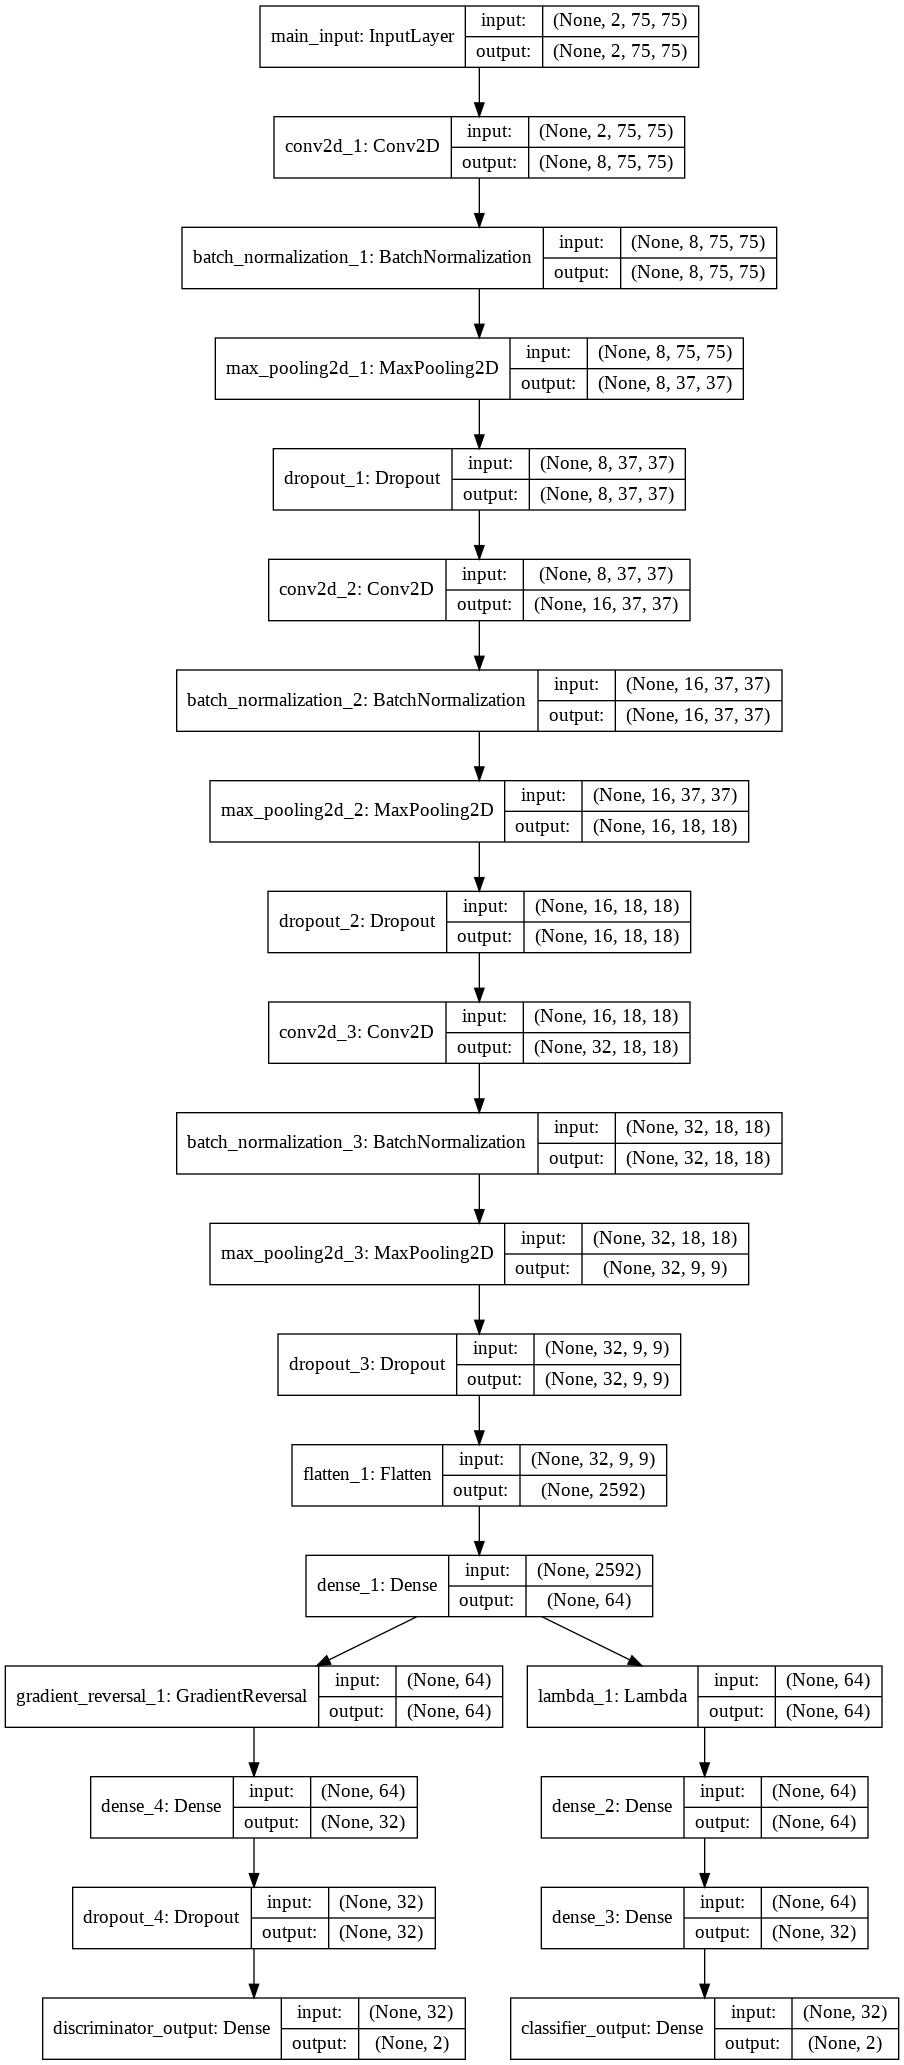 main_input: InputLayer input: (None, 2, 75, 75)
output: (None, 2, 75, 75)
conv2d_1: Conv2D input: (None, 2, 75, 75)
output: (None, 8, 75, 75)
batch_normalization_1: BatchNormalization input: (None, 8, 75, 75)
output: (None, 8, 75, 75)
max_pooling2d_1: MaxPooling2D input: (None, 8, 75, 75)
output: (None, 8, 37, 37)
dropout_1: Dropout input: (None, 8, 37, 37)
output: (None, 8, 37, 37)
conv2d_2: Conv2D input: (None, 8, 37, 37)
output: (None, 16, 37, 37)
batch_normalization_2: BatchNormalization input: (None, 16, 37, 37)
output: (None, 16, 37, 37)
max_pooling2d_2: MaxPooling2D input: (None, 16, 37, 37)
output: (None, 16, 18, 18)
dropout_2: Dropout input: (None, 16, 18, 18)
output: (None, 16, 18, 18)
conv2d_3: Conv2D input: (None, 16, 18, 18)
output: (None, 32, 18, 18)
batch_normalization_3: BatchNormalization input: (None, 32, 18, 18)
output: (None, 32, 18, 18)
max_pooling2d_3: MaxPooling2D input: (None, 32, 18, 18)
output: (None, 32, 9, 9)
dropout_3: Dropout input: (None, 32, 9, 9)
output: (None, 32, 9, 9)
flatten_1: Flatten input: (None, 32, 9, 9)
output: (None, 2592)
dense_1: Dense input: (None, 2592)
output: (None, 64)
gradient_reversal_1: GradientReversal input: (None, 64)
output: (None, 64)
lambda_1: Lambda input: (None, 64)
output: (None, 64)
dense_4: Dense input: (None, 64)
output: (None, 32)
dense_2: Dense input: (None, 64)
output: (None, 64)
dropout_4: Dropout input: (None, 32)
output: (None, 32)
dense_3: Dense input: (None, 64)
output: (None, 32)
discriminator_output: Dense input: (None, 32)
output: (None, 2)
classifier_output: Dense input: (None, 32)
output: (None, 2)